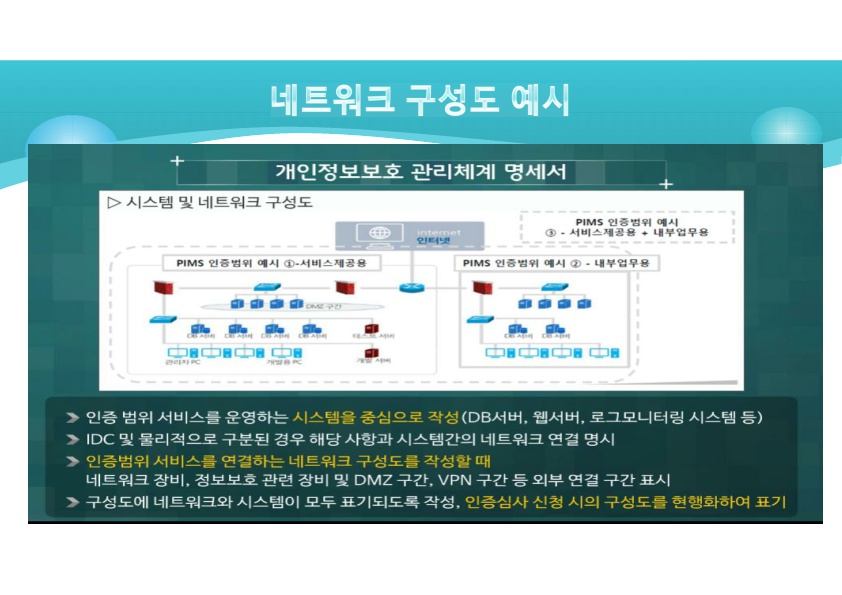 네트워크 구성도 예시
개인정보보호 관리체계 명세서
▷ 시스템 및 네트워크 구성도
internet
인터넷
PIMS 인증범위 예시
③ - 서비스제공용 + 내부업무용
PIMS 인증범위 예시 ①-서비스제공용
PIMS 인증범위 예시 ② - 내부업무용
DMZ 구간
DB 서버 DB 서버 DB 서버 DB 서버 테스트 서버
DB 서버 DB 서버
관리자 PC 개발용 PC 개발 서버
인증 범위 서비스를 운영하는 시스템을 중심으로 작성(DB서버, 웹서버, 로그모니터링 시스템 등)
IDC 및 물리적으로 구분된 경우 해당 사항과 시스템간의 네트워크 연결 명시
인증범위 서비스를 연결하는 네트워크 구성도를 작성할 때
네트워크 장비, 정보보호 관련 장비 및 DMZ 구간, VPN 구간 등 외부 연결 구간 표시
구성도에 네트워크와 시스템이 모두 표기되도록 작성, 인증심사 신청 시의 구성도를 현행화하여 표기